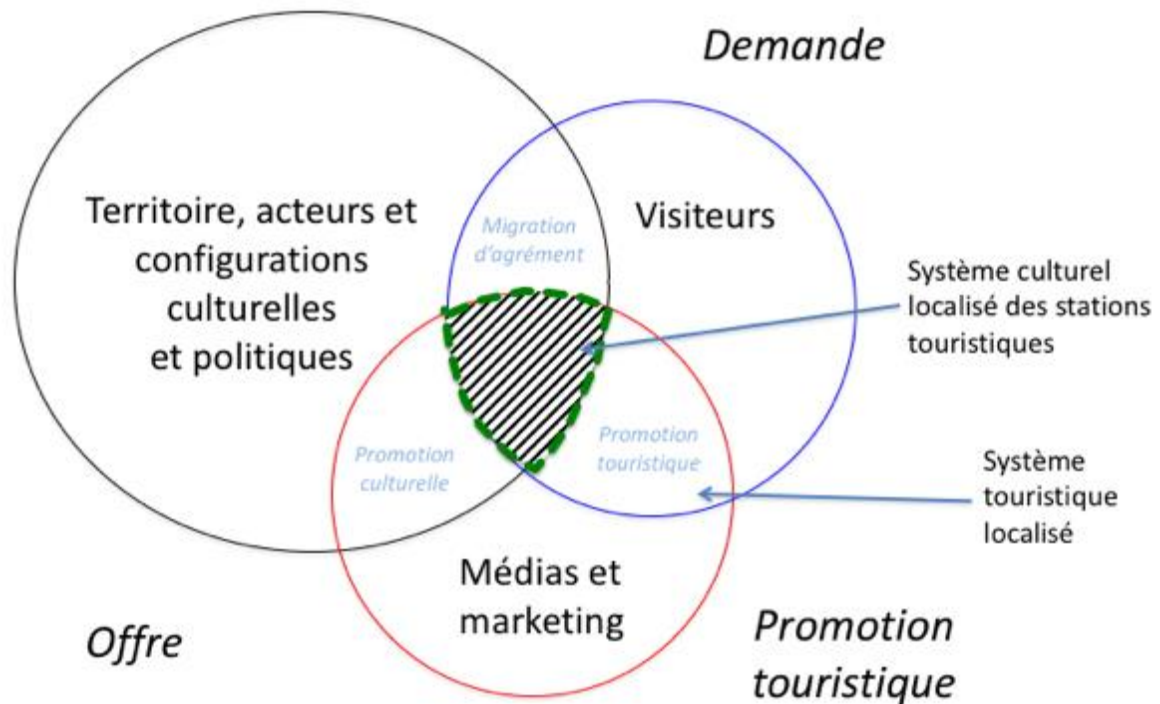 Demande
Territoire, acteurs et
configurations
culturelles
et politiques
Migration
d'agrément
Visiteurs
Système culturel
localisé des stations
touristiques
Promotion
culturelle
Promotion
touristique
Système
touristique
localisé
Médias et
marketing
Offre
Promotion
touristique